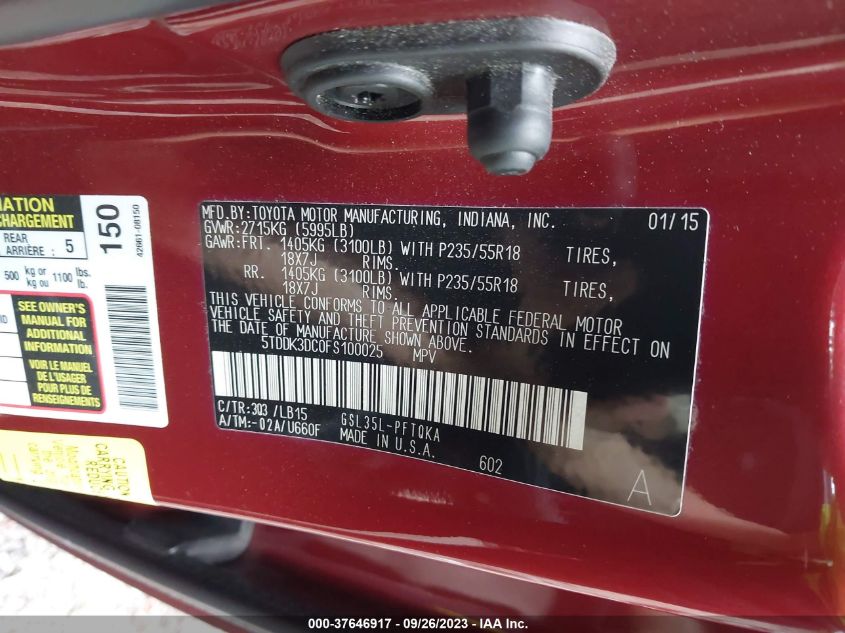 MFD.BY:TOYOTA MOTOR MANUFACTURING, INDIANA, INC. 01/15
GVWR:2715KG (5995LB)
GAWR:FRT. 1405KG (3100LB) WITH P235/55R18 TIRES,
18X7J RIMS.
RR. 1405KG (3100LB) WITH P235/55R18 TIRES,
18X7J RIMS.
THIS VEHICLE CONFORMS TO ALL APPLICABLE FEDERAL MOTOR
VEHICLE SAFETY AND THEFT PREVENTION STANDARDS IN EFFECT ON
THE DATE OF MANUFACTURE SHOWN ABOVE.
5TDDK3DC0FS100025 MPV
C/TR:3Q3 /LB15 GSL35L-PFTQKA
A/TM:-02A/U660F MADE IN U.S.A.
602
A
CHARGEMENT
REAR
ARRIÈRE : 5
500 kg or 1100 lbs.
kg ou lb.
150
42661-08150
SEE OWNER'S
MANUAL FOR
ADDITIONAL
INFORMATION
VOIR LE MANUEL
DE L'USAGER
POUR PLUS DE
RENSEIGNEMENTS
CAUTION
000-37646917 - 09/26/2023 - IAA Inc.